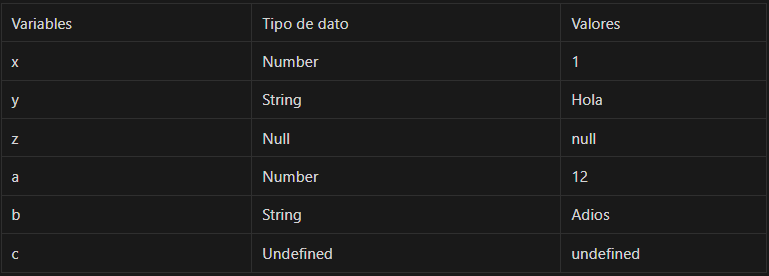 Variables Tipo de dato Valores
x Number 1
y String Hola
z Null null
a Number 12
b String Adios
c Undefined undefined